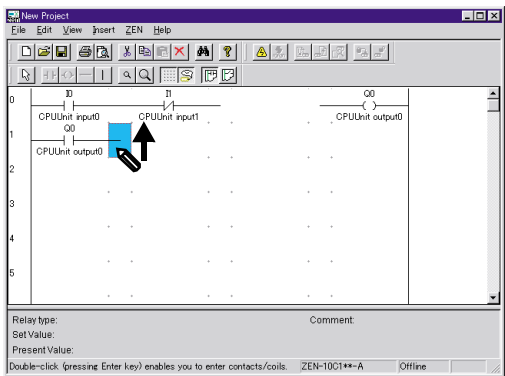 New Project
File Edit View Insert ZEN Help
0
I0 I1 Q0
CPUUnit input0 CPUUnit input1 CPUUnit output0
1
Q0
CPUUnit output0
2
3
4
5
Relay type: Comment:
Set Value:
Present Value:
Double-click (pressing Enter key) enables you to enter contacts/coils. ZEN-10C1**-A Offline